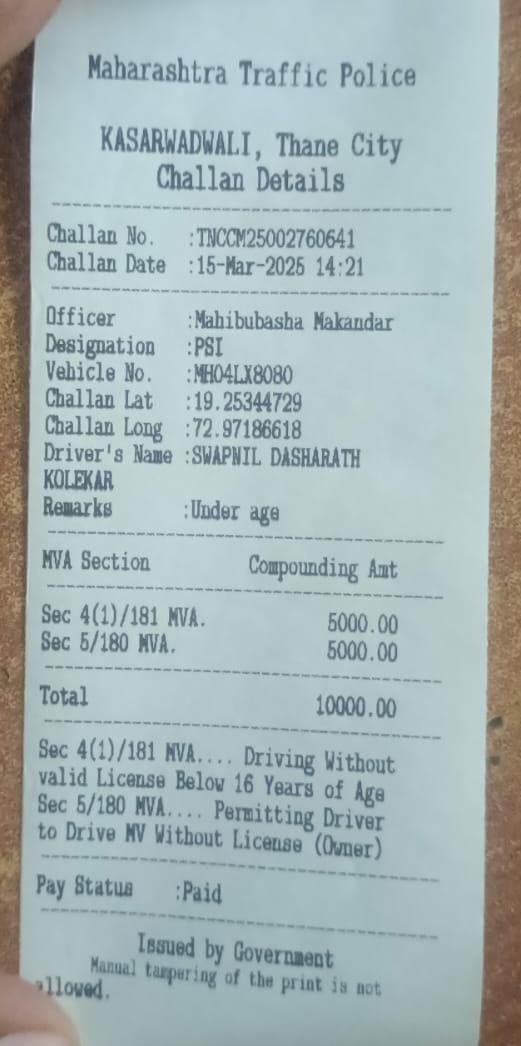 Maharashtra Traffic Police
KASARWADWALI, Thane City
Challan Details
Challan No. :TNCCM25002760641
Challan Date :15-Mar-2025 14:21
Officer :Mahibubasha Makandar
Designation :PSI
Vehicle No. :MH04LX8080
Challan Lat :19.25344729
Challan Long :72.97186618
Driver's Name :SWAPNIL DASHARATH
KOLEKAR
Remarks :Under age
MVA Section Compounding Amt
Sec 4(1)/181 MVA. 5000.00
Sec 5/180 MVA. 5000.00
Total 10000.00
Sec 4(1)/181 MVA.... Driving Without
valid License Below 16 Years of Age
Sec 5/180 MVA.... Permitting Driver
to Drive MV Without License (Owner)
Pay Status :Paid
Issued by Government
Manual tampering of the print is not
allowed.